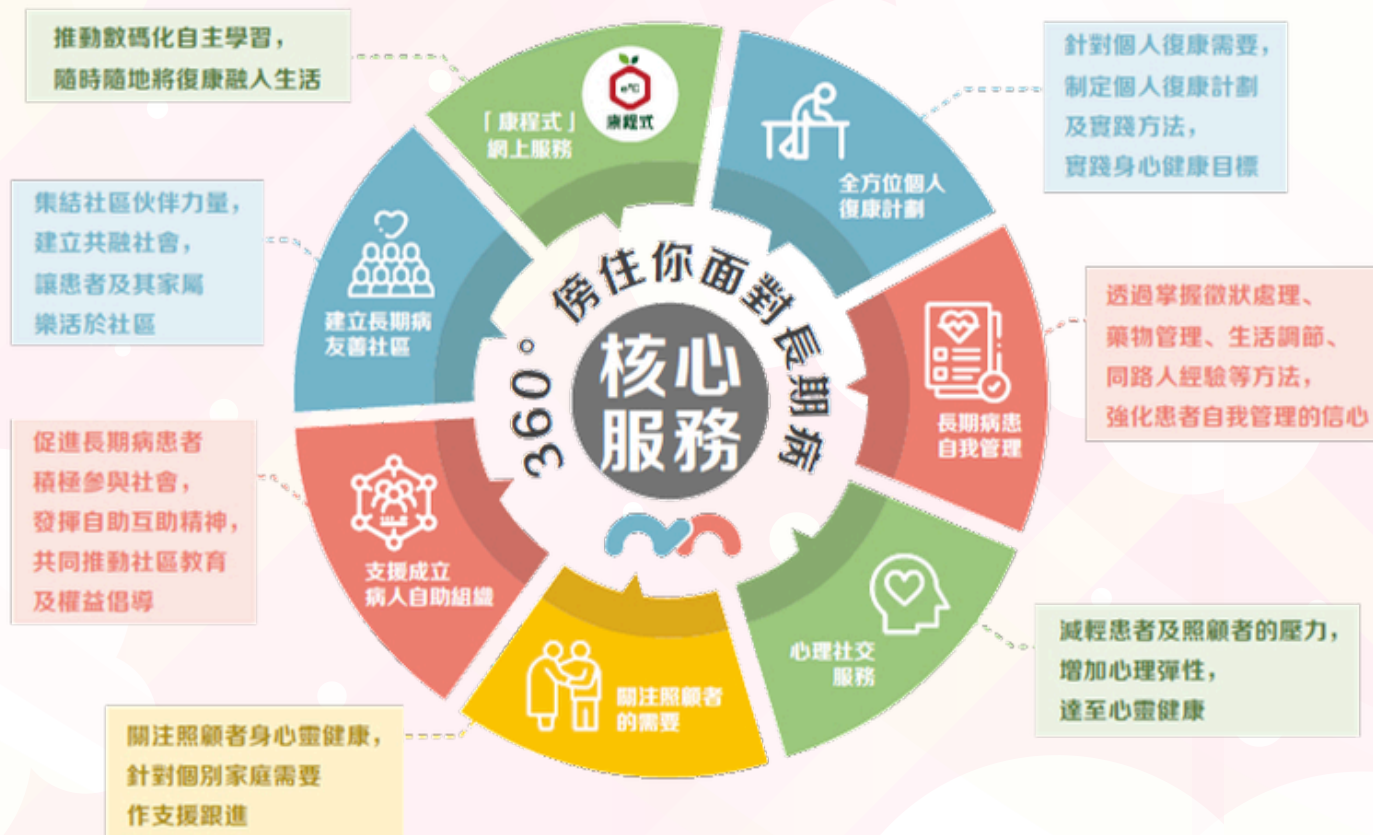 推動數碼化自主學習，
隨時隨地將復康融入生活
「康程式」
網上服務
康程式
針對個人復康需要，
制定個人復康計劃
及實踐方法，
實踐身心健康目標
全方位個人
復康計劃
集結社區伙伴力量，
建立共融社會，
讓患者及其家屬
樂活於社區
建立長期病
友善社區
360°傍住你面對長期病
核心
服務
透過掌握徵狀處理、
藥物管理、生活調節、
同路人經驗等方法，
強化患者自我管理的信心
長期病患
自我管理
促進長期病患者
積極參與社會，
發揮自助互助精神，
共同推動社區教育
及權益倡導
支援成立
病人自助組織
減輕患者及照顧者的壓力，
增加心理彈性，
達至心靈健康
心理社交
服務
關注照顧者
的需要
關注照顧者身心靈健康，
針對個別家庭需要
作支援跟進